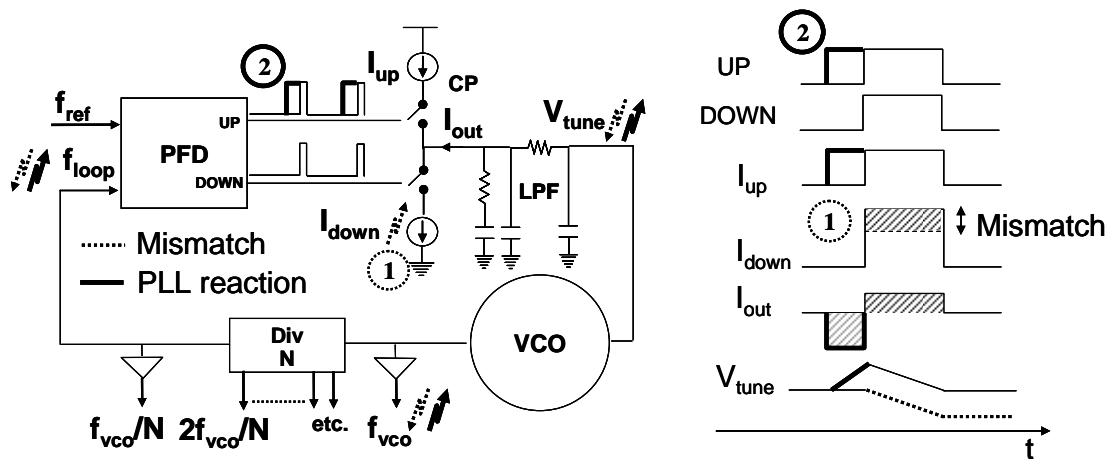 2
UP
DOWN
I_up
1
Mismatch
I_down
I_out
V_tune
t
f_ref
f_loop
PFD
UP
DOWN
2
I_up
CP
I_out
V_tune
LPF
I_down
1
Mismatch
PLL reaction
Div
N
VCO
f_vco/N
2f_vco/N
etc.
f_vco